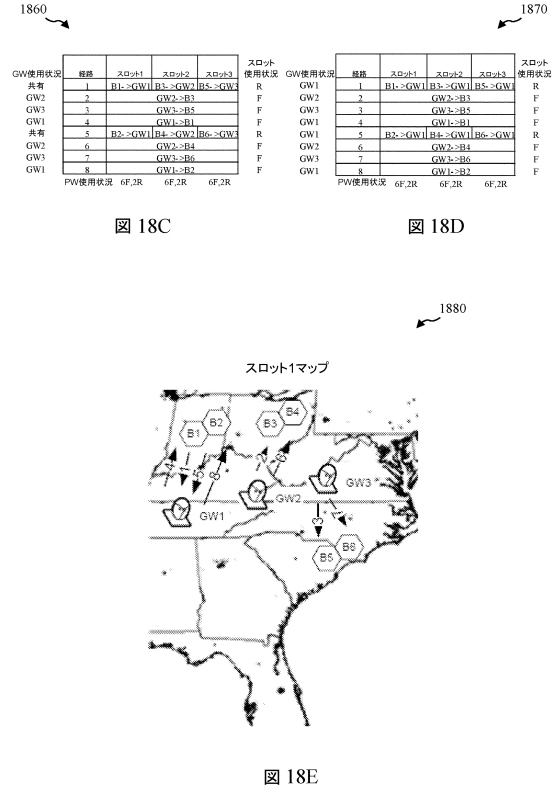 1860
1870
GW使用状況 経路 スロット1 スロット2 スロット3 スロット使用状況
共有 1 B1->GW1 B3->GW2 B5->GW3 R
GW2 2 GW2->B3 F
GW3 3 GW3->B5 F
GW1 4 GW1->B1 F
共有 5 B2->GW1 B4->GW2 B6->GW3 R
GW2 6 GW2->B4 F
GW3 7 GW3->B6 F
GW1 8 GW1->B2 F
PW使用状況 6F,2R 6F,2R 6F,2R
GW使用状況 経路 スロット1 スロット2 スロット3 スロット使用状況
GW1 1 B1->GW1 B3->GW1 B5->GW1 R
GW2 2 GW2->B3 F
GW3 3 GW3->B5 F
GW1 4 GW1->B1 F
GW1 5 B2->GW1 B4->GW1 B6->GW1 R
GW2 6 GW2->B4 F
GW3 7 GW3->B6 F
GW1 8 GW1->B2 F
PW使用状況 6F,2R 6F,2R 6F,2R
図 18C
図 18D
1880
スロット1マップ
B1 B2 B3 B4
4 1 5 8 2 6
GW1 GW2 GW3
3 7
B5 B6
図 18E